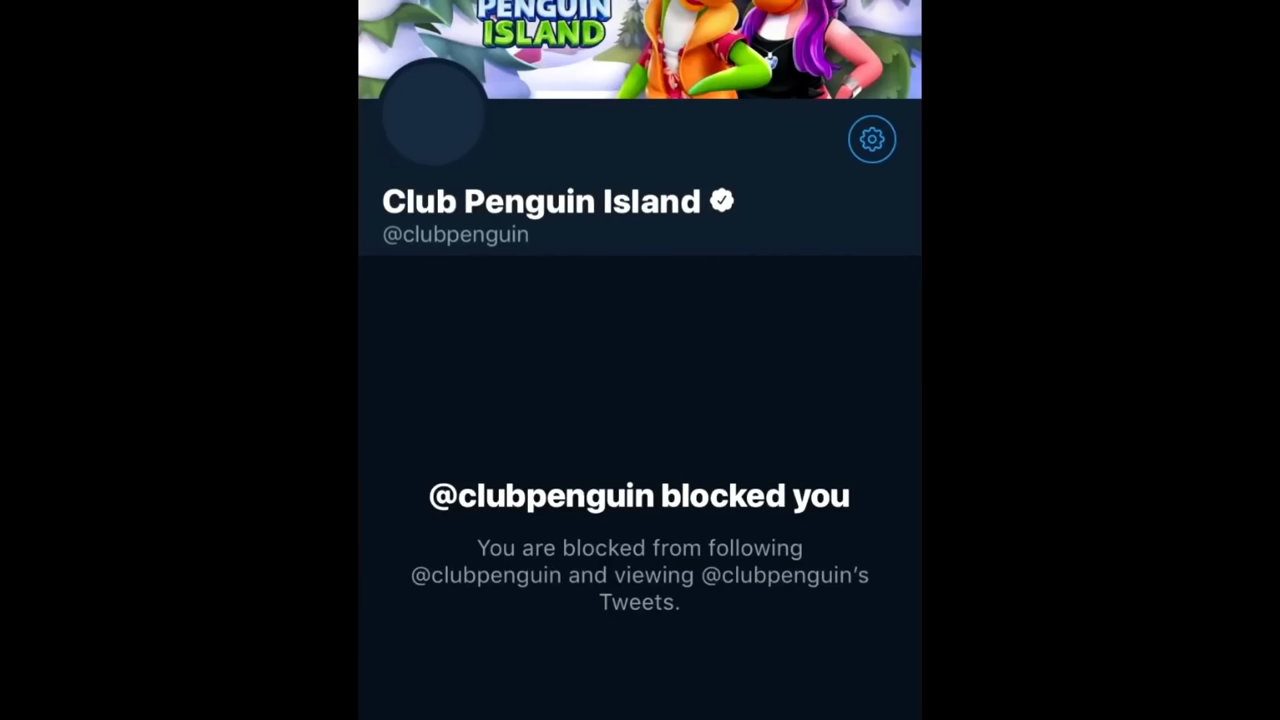 PENGUIN
ISLAND
Club Penguin Island
@clubpenguin
@clubpenguin blocked you
You are blocked from following
@clubpenguin and viewing @clubpenguin’s
Tweets.